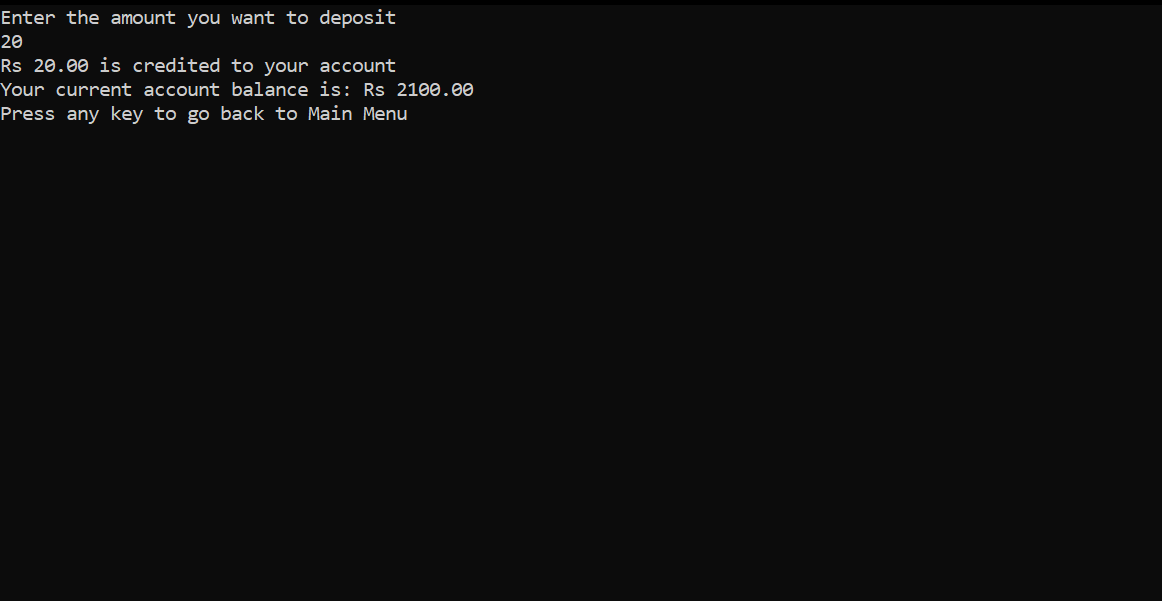 Enter the amount you want to deposit
20
Rs 20.00 is credited to your account
Your current account balance is: Rs 2100.00
Press any key to go back to Main Menu